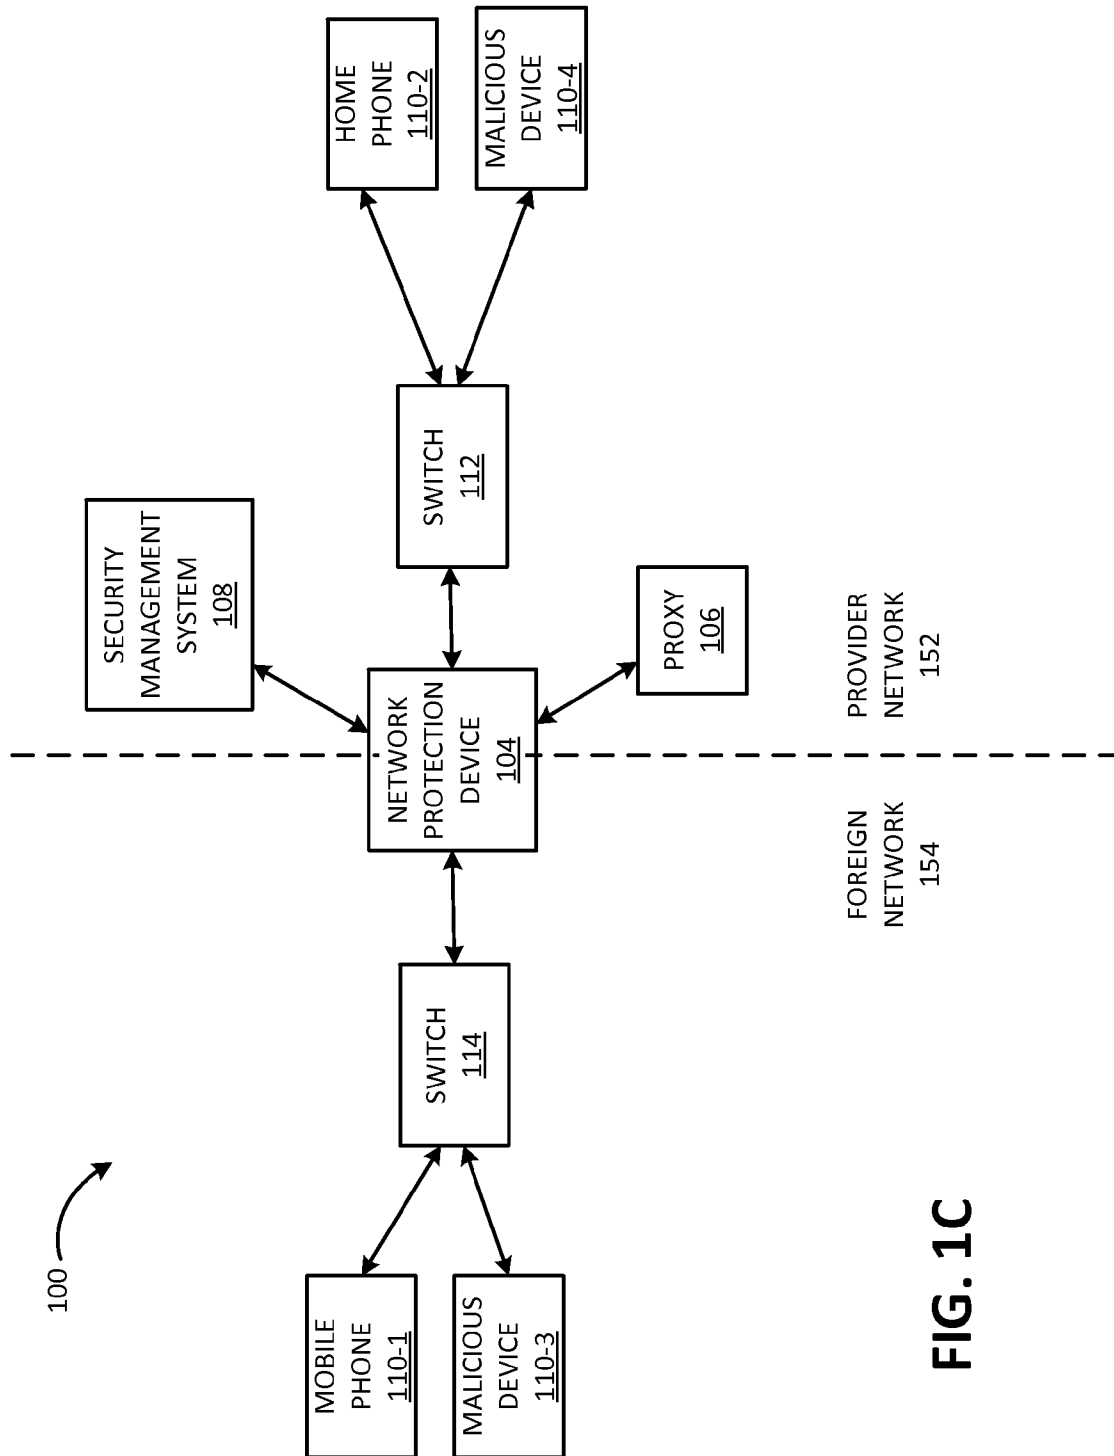 100
MOBILE
PHONE
110-1
MALICIOUS
DEVICE
110-3
SWITCH
114
NETWORK
PROTECTION
DEVICE
104
SECURITY
MANAGEMENT
SYSTEM
108
PROXY
106
SWITCH
112
HOME
PHONE
110-2
MALICIOUS
DEVICE
110-4
FOREIGN
NETWORK
154
PROVIDER
NETWORK
152
FIG. 1C